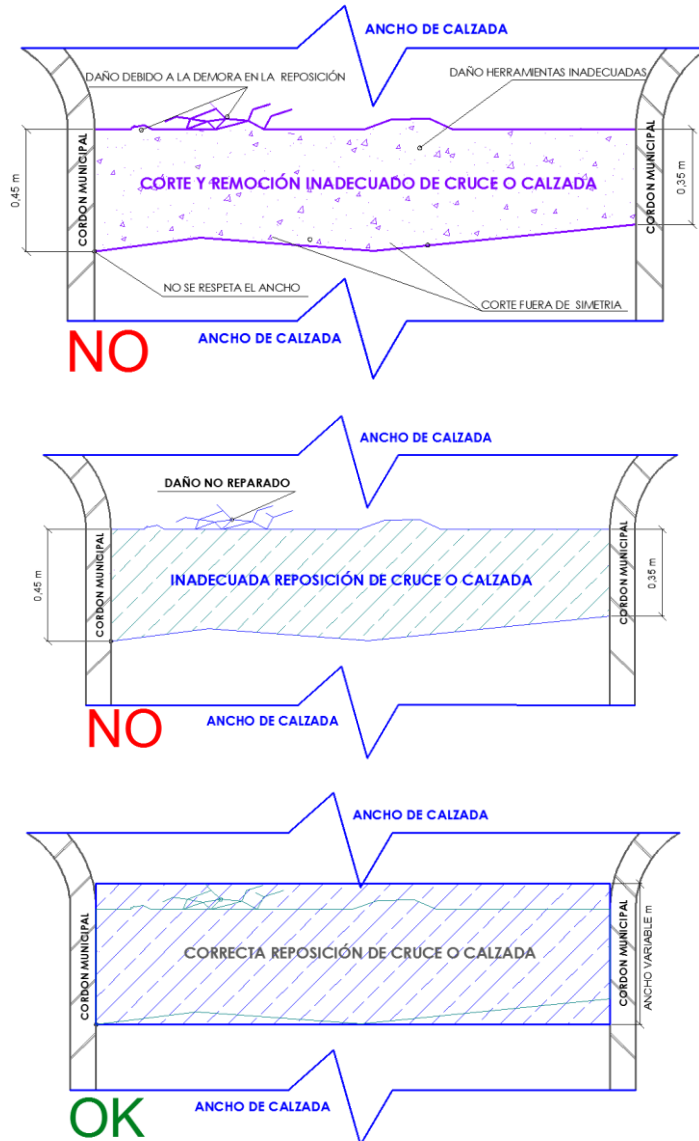 ANCHO DE CALZADA
DAÑO DEBIDO A LA DEMORA EN LA REPOSICIÓN
DAÑO HERRAMIENTAS INADECUADAS
0,45 m
CORDON MUNICIPAL
CORTE Y REMOCIÓN INADECUADO DE CRUCE O CALZADA
CORDON MUNICIPAL
0,35 m
NO SE RESPETA EL ANCHO
CORTE FUERA DE SIMETRIA
NO
ANCHO DE CALZADA
ANCHO DE CALZADA
DAÑO NO REPARADO
0,45 m
CORDON MUNICIPAL
INADECUADA REPOSICIÓN DE CRUCE O CALZADA
CORDON MUNICIPAL
0,35 m
NO
ANCHO DE CALZADA
ANCHO DE CALZADA
CORDON MUNICIPAL
CORRECTA REPOSICIÓN DE CRUCE O CALZADA
CORDON MUNICIPAL
ANCHO VARIABLE m
OK
ANCHO DE CALZADA